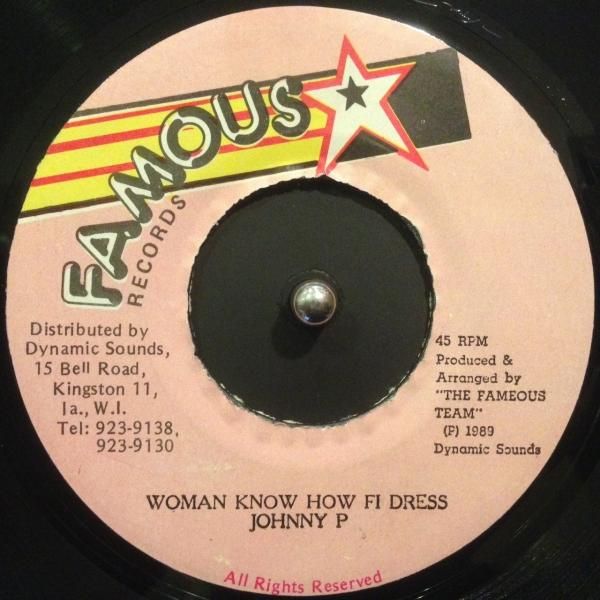 FAMOUS
RECORDS
Distributed by
Dynamic Sounds,
15 Bell Road,
Kingston 11,
Ja., W.I.
Tel: 923-9138,
923-9130
45 RPM
Produced &
Arranged by
"THE FAMEOUS
TEAM"
(P) 1989
Dynamic Sounds
WOMAN KNOW HOW FI DRESS
JOHNNY P
All Rights Reserved